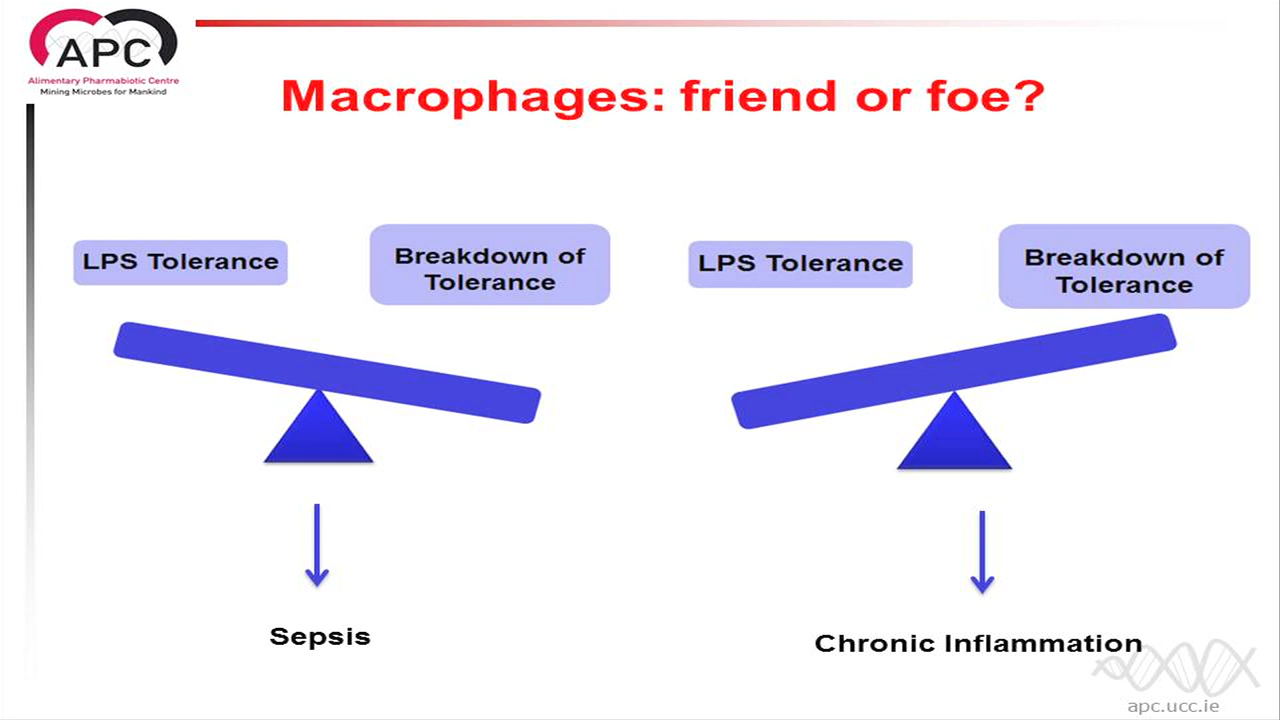 APC
Alimentary Pharmabiotic Centre
Mining Microbes for Mankind
Macrophages: friend or foe?
LPS Tolerance
Breakdown of
Tolerance
LPS Tolerance
Breakdown of
Tolerance
Sepsis
Chronic Inflammation
apc.ucc.ie